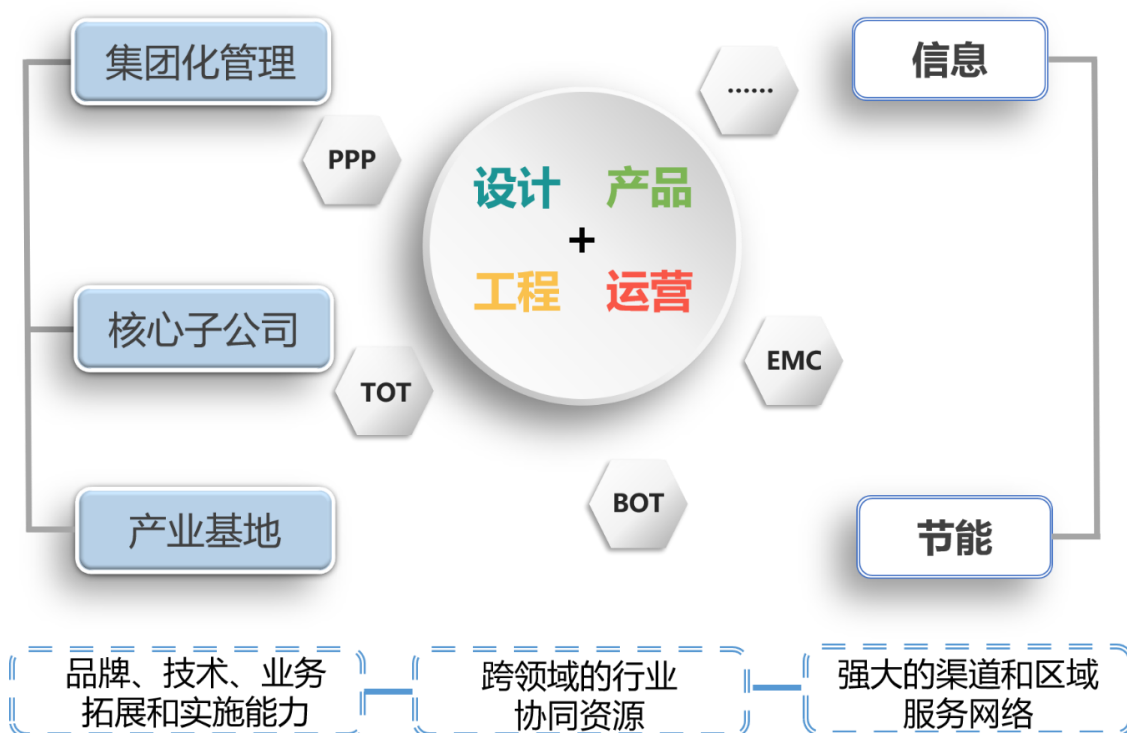 集团化管理
信息
......
PPP
设计 产品
+
工程 运营
核心子公司
EMC
TOT
BOT
产业基地
节能
品牌、技术、业务
拓展和实施能力
跨领域的行业
协同资源
强大的渠道和区域
服务网络